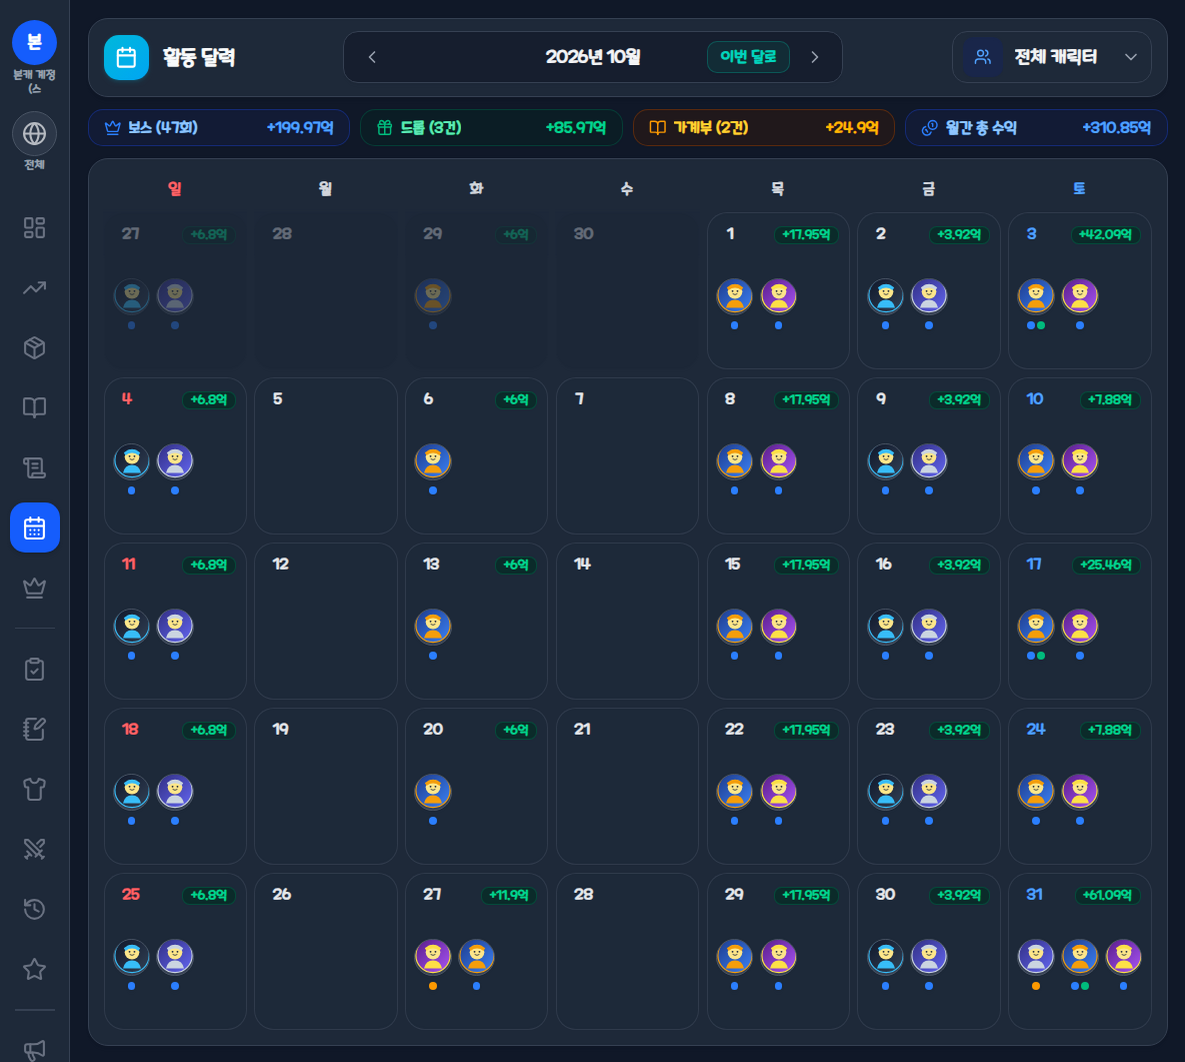 본
본캐 계정
(스
전체
활동 달력
2026년 10월
이번 달로
전체 캐릭터
보스 (47회) +199.97억
드롭 (3건) +85.97억
가계부 (2건) +24.9억
월간 총 수익 +310.85억
일 월 화 수 목 금 토
27 +6.8억 28 29 +6억 30 1 +17.95억 2 +3.92억 3 +42.09억
4 +6.8억 5 6 +6억 7 8 +17.95억 9 +3.92억 10 +7.88억
11 +6.8억 12 13 +6억 14 15 +17.95억 16 +3.92억 17 +25.46억
18 +6.8억 19 20 +6억 21 22 +17.95억 23 +3.92억 24 +7.88억
25 +6.8억 26 27 +11.9억 28 29 +17.95억 30 +3.92억 31 +61.09억